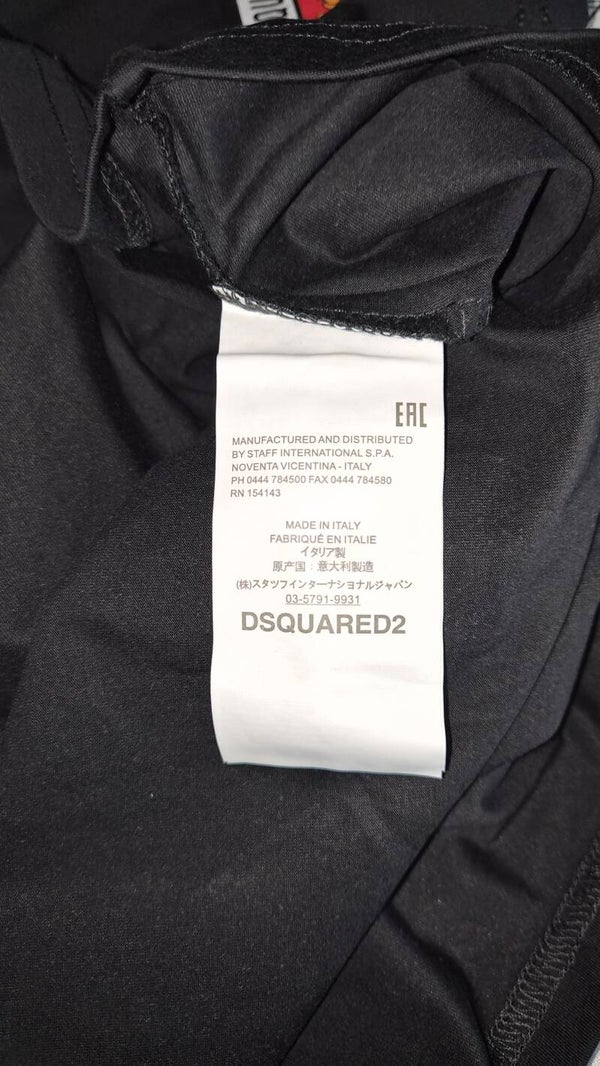 EAC
MANUFACTURED AND DISTRIBUTED
BY STAFF INTERNATIONAL S.P.A.
NOVENTA VICENTINA - ITALY
PH 0444 784500 FAX 0444 784580
RN 154143
MADE IN ITALY
FABRIQUÉ EN ITALIE
イタリア製
原产国：意大利製造
(株)スタッフインターナショナルジャパン
03-5791-9931
DSQUARED2